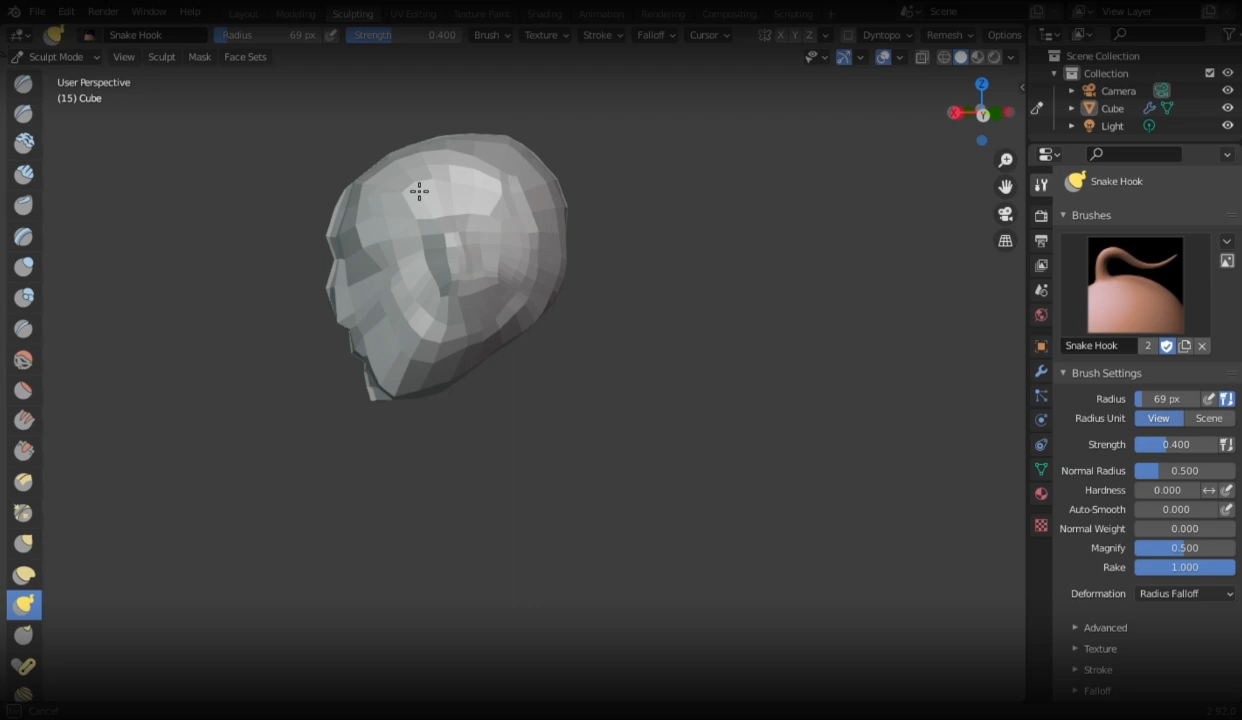 File Edit Render Window Help Layout Modeling Sculpting UV Editing Texture Paint Shading Animation Rendering Compositing Scripting + Scene View Layer
Snake Hook Radius 69 px Strength 0.400 Brush Texture Stroke Falloff Cursor X Y Z Dyntopo Remesh Options
Sculpt Mode View Sculpt Mask Face Sets
User Perspective
(15) Cube
Z
X
Y
Scene Collection
Collection
Camera
Cube
Light
Snake Hook
Brushes
Snake Hook 2
Brush Settings
Radius 69 px
Radius Unit View Scene
Strength 0.400
Normal Radius 0.500
Hardness 0.000
Auto-Smooth 0.000
Normal Weight 0.000
Magnify 0.500
Rake 1.000
Deformation Radius Falloff
Advanced
Texture
Stroke
Falloff
Cancel
2.92.0